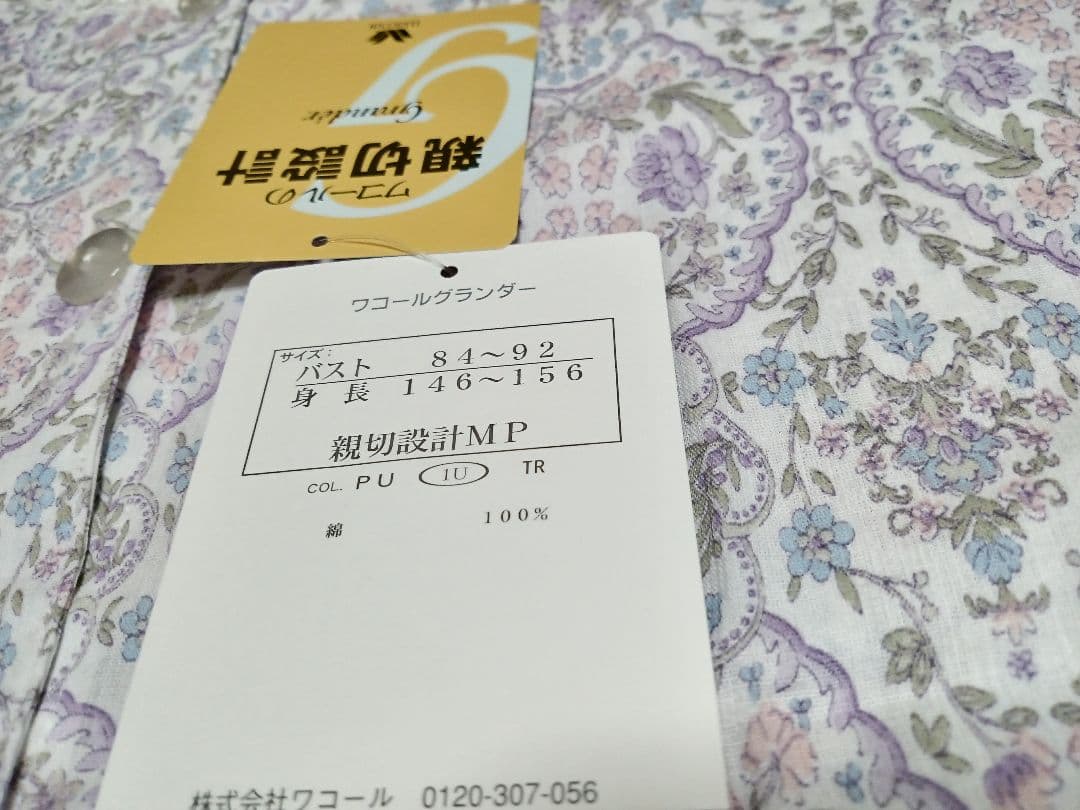 Grandér
ワコールの
親切設計
ワコールグランダー
サイズ:
バスト 84～92
身長 146～156
親切設計MP
COL. PU 1U TR
綿 100%
株式会社ワコール 0120-307-056